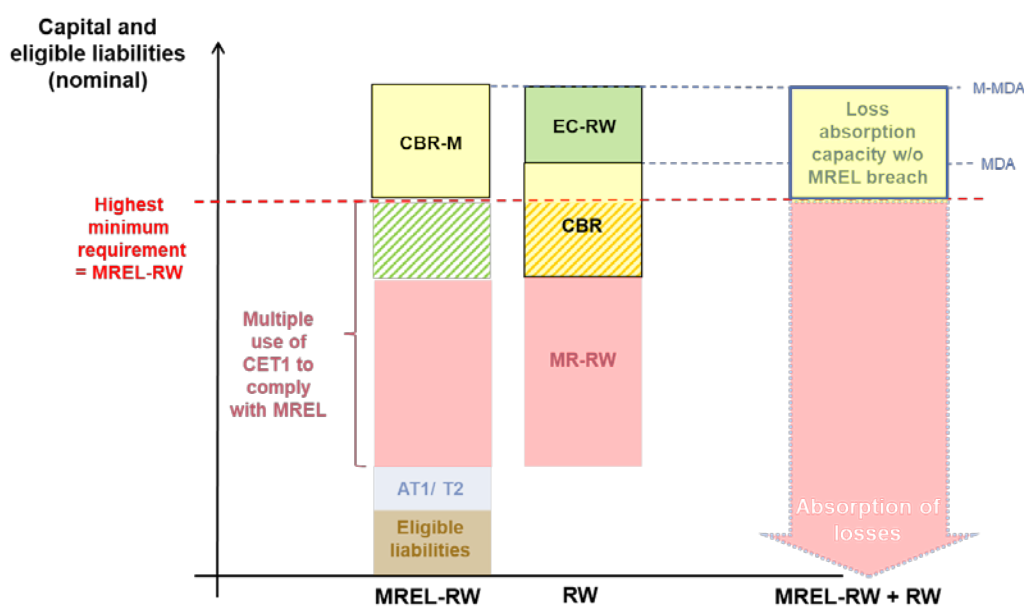 Capital and
eligible liabilities
(nominal)
M-MDA
EC-RW
Loss
absorption
capacity w/o
MREL breach
CBR-M
MDA
Highest
minimum
requirement
= MREL-RW
CBR
Multiple
use of
CET1 to
comply
with MREL
MR-RW
AT1/ T2
Absorption of
losses
Eligible
liabilities
MREL-RW
RW
MREL-RW + RW